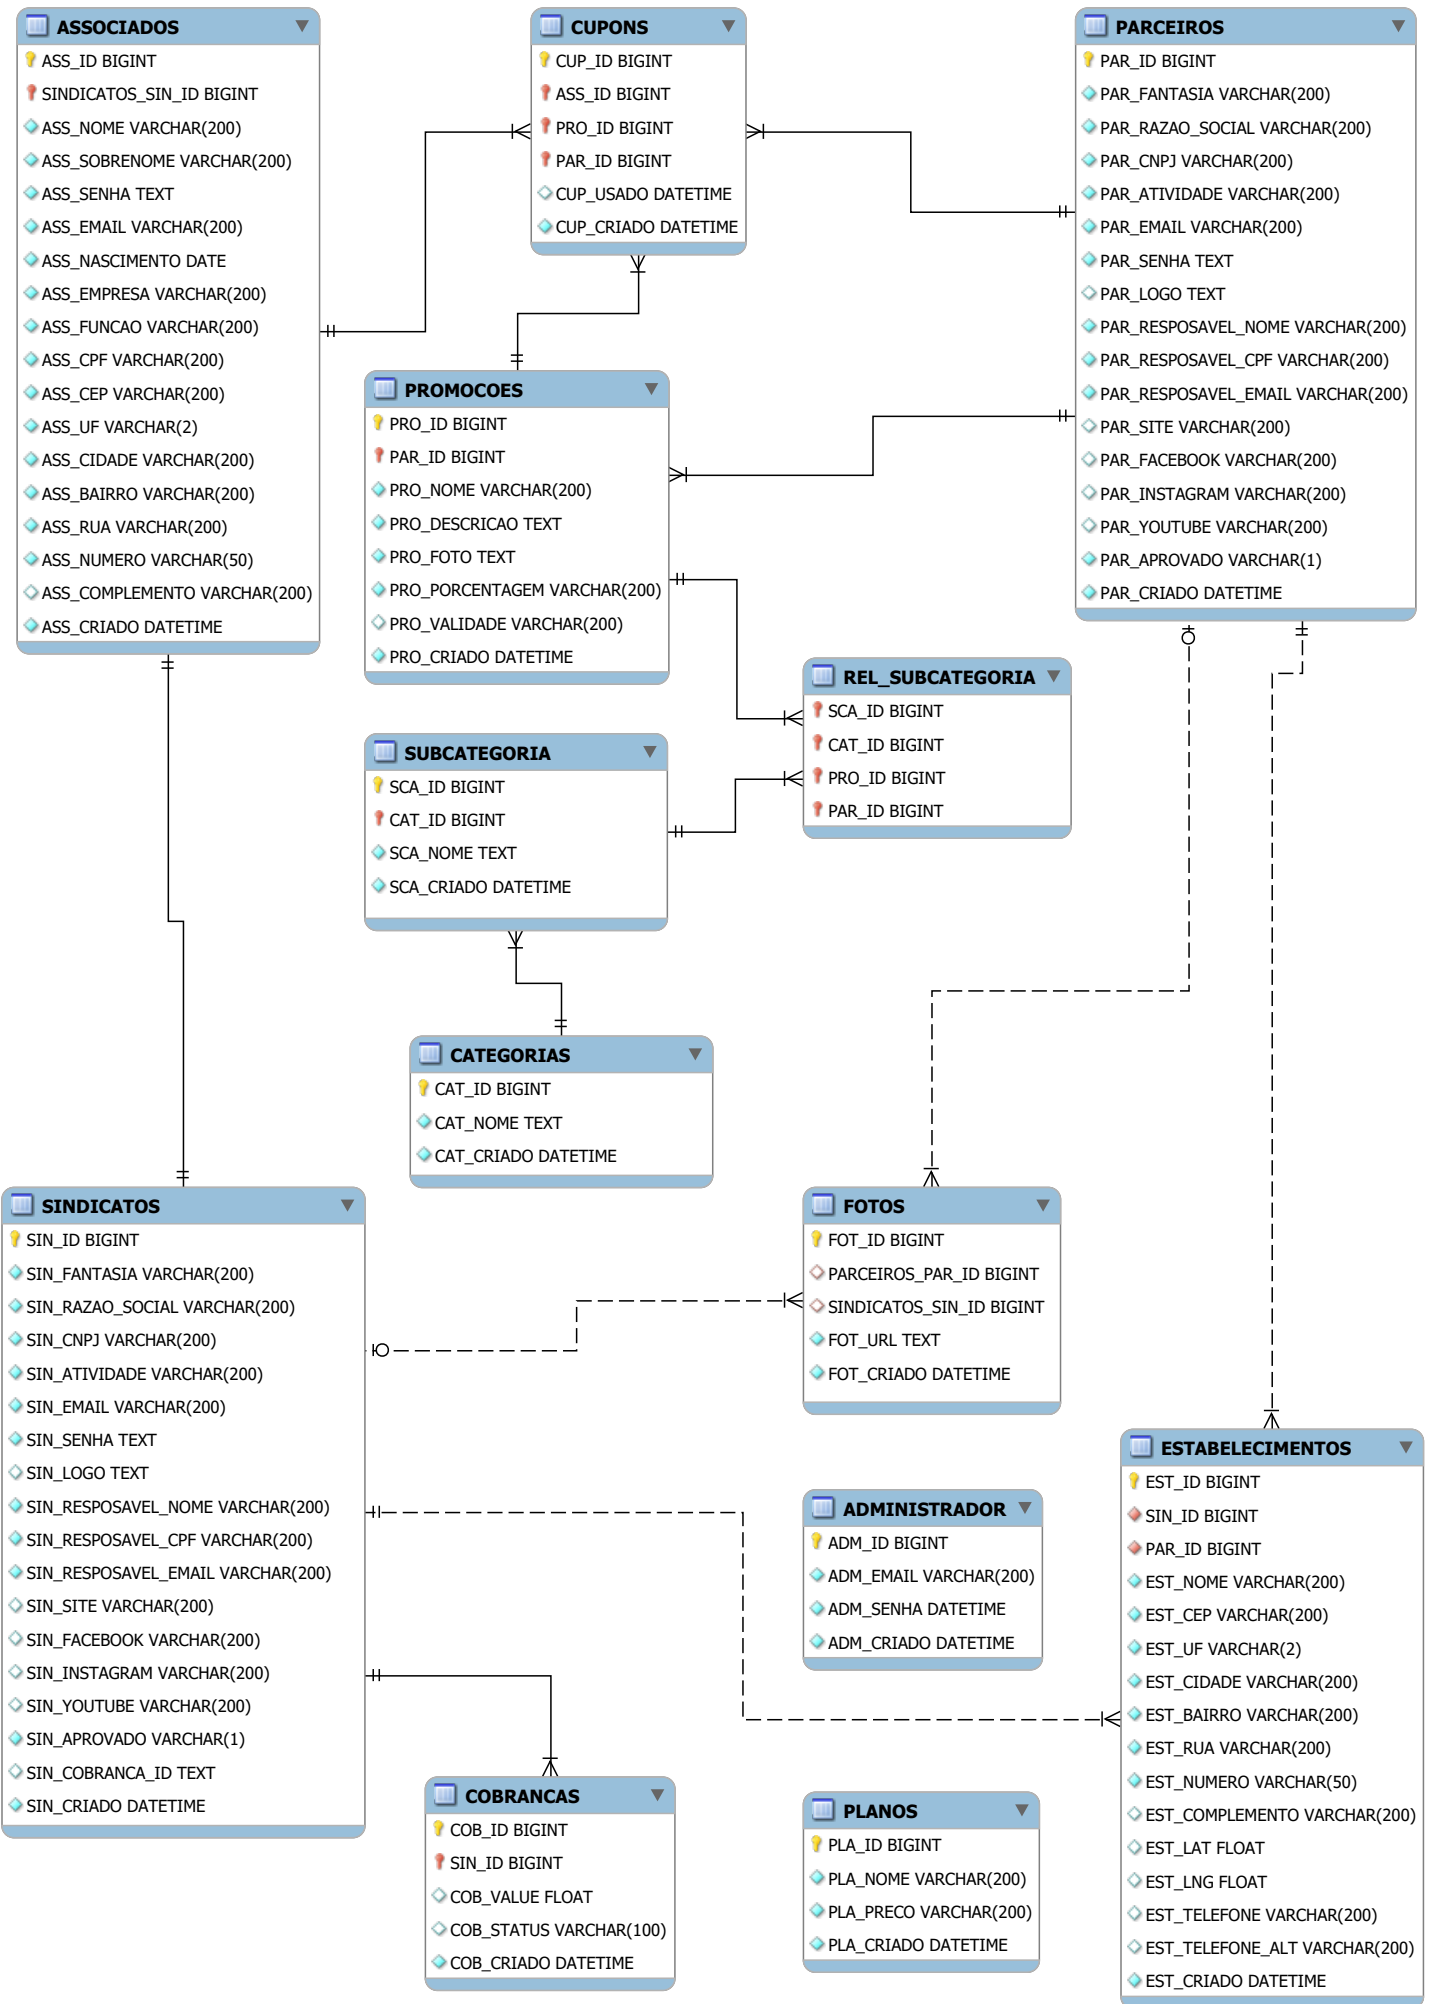 ASSOCIADOS
ASS_ID BIGINT
SINDICATOS_SIN_ID BIGINT
ASS_NOME VARCHAR(200)
ASS_SOBRENOME VARCHAR(200)
ASS_SENHA TEXT
ASS_EMAIL VARCHAR(200)
ASS_NASCIMENTO DATE
ASS_EMPRESA VARCHAR(200)
ASS_FUNCAO VARCHAR(200)
ASS_CPF VARCHAR(200)
ASS_CEP VARCHAR(200)
ASS_UF VARCHAR(2)
ASS_CIDADE VARCHAR(200)
ASS_BAIRRO VARCHAR(200)
ASS_RUA VARCHAR(200)
ASS_NUMERO VARCHAR(50)
ASS_COMPLEMENTO VARCHAR(200)
ASS_CRIADO DATETIME
CUPONS
CUP_ID BIGINT
ASS_ID BIGINT
PRO_ID BIGINT
PAR_ID BIGINT
CUP_USADO DATETIME
CUP_CRIADO DATETIME
PARCEIROS
PAR_ID BIGINT
PAR_FANTASIA VARCHAR(200)
PAR_RAZAO_SOCIAL VARCHAR(200)
PAR_CNPJ VARCHAR(200)
PAR_ATIVIDADE VARCHAR(200)
PAR_EMAIL VARCHAR(200)
PAR_SENHA TEXT
PAR_LOGO TEXT
PAR_RESPOSAVEL_NOME VARCHAR(200)
PAR_RESPOSAVEL_CPF VARCHAR(200)
PAR_RESPOSAVEL_EMAIL VARCHAR(200)
PAR_SITE VARCHAR(200)
PAR_FACEBOOK VARCHAR(200)
PAR_INSTAGRAM VARCHAR(200)
PAR_YOUTUBE VARCHAR(200)
PAR_APROVADO VARCHAR(1)
PAR_CRIADO DATETIME
PROMOCOES
PRO_ID BIGINT
PAR_ID BIGINT
PRO_NOME VARCHAR(200)
PRO_DESCRICAO TEXT
PRO_FOTO TEXT
PRO_PORCENTAGEM VARCHAR(200)
PRO_VALIDADE VARCHAR(200)
PRO_CRIADO DATETIME
REL_SUBCATEGORIA
SCA_ID BIGINT
CAT_ID BIGINT
PRO_ID BIGINT
PAR_ID BIGINT
SUBCATEGORIA
SCA_ID BIGINT
CAT_ID BIGINT
SCA_NOME TEXT
SCA_CRIADO DATETIME
CATEGORIAS
CAT_ID BIGINT
CAT_NOME TEXT
CAT_CRIADO DATETIME
SINDICATOS
SIN_ID BIGINT
SIN_FANTASIA VARCHAR(200)
SIN_RAZAO_SOCIAL VARCHAR(200)
SIN_CNPJ VARCHAR(200)
SIN_ATIVIDADE VARCHAR(200)
SIN_EMAIL VARCHAR(200)
SIN_SENHA TEXT
SIN_LOGO TEXT
SIN_RESPOSAVEL_NOME VARCHAR(200)
SIN_RESPOSAVEL_CPF VARCHAR(200)
SIN_RESPOSAVEL_EMAIL VARCHAR(200)
SIN_SITE VARCHAR(200)
SIN_FACEBOOK VARCHAR(200)
SIN_INSTAGRAM VARCHAR(200)
SIN_YOUTUBE VARCHAR(200)
SIN_APROVADO VARCHAR(1)
SIN_COBRANCA_ID TEXT
SIN_CRIADO DATETIME
FOTOS
FOT_ID BIGINT
PARCEIROS_PAR_ID BIGINT
SINDICATOS_SIN_ID BIGINT
FOT_URL TEXT
FOT_CRIADO DATETIME
ESTABELECIMENTOS
EST_ID BIGINT
SIN_ID BIGINT
PAR_ID BIGINT
EST_NOME VARCHAR(200)
EST_CEP VARCHAR(200)
EST_UF VARCHAR(2)
EST_CIDADE VARCHAR(200)
EST_BAIRRO VARCHAR(200)
EST_RUA VARCHAR(200)
EST_NUMERO VARCHAR(50)
EST_COMPLEMENTO VARCHAR(200)
EST_LAT FLOAT
EST_LNG FLOAT
EST_TELEFONE VARCHAR(200)
EST_TELEFONE_ALT VARCHAR(200)
EST_CRIADO DATETIME
ADMINISTRADOR
ADM_ID BIGINT
ADM_EMAIL VARCHAR(200)
ADM_SENHA DATETIME
ADM_CRIADO DATETIME
COBRANCAS
COB_ID BIGINT
SIN_ID BIGINT
COB_VALUE FLOAT
COB_STATUS VARCHAR(100)
COB_CRIADO DATETIME
PLANOS
PLA_ID BIGINT
PLA_NOME VARCHAR(200)
PLA_PRECO VARCHAR(200)
PLA_CRIADO DATETIME